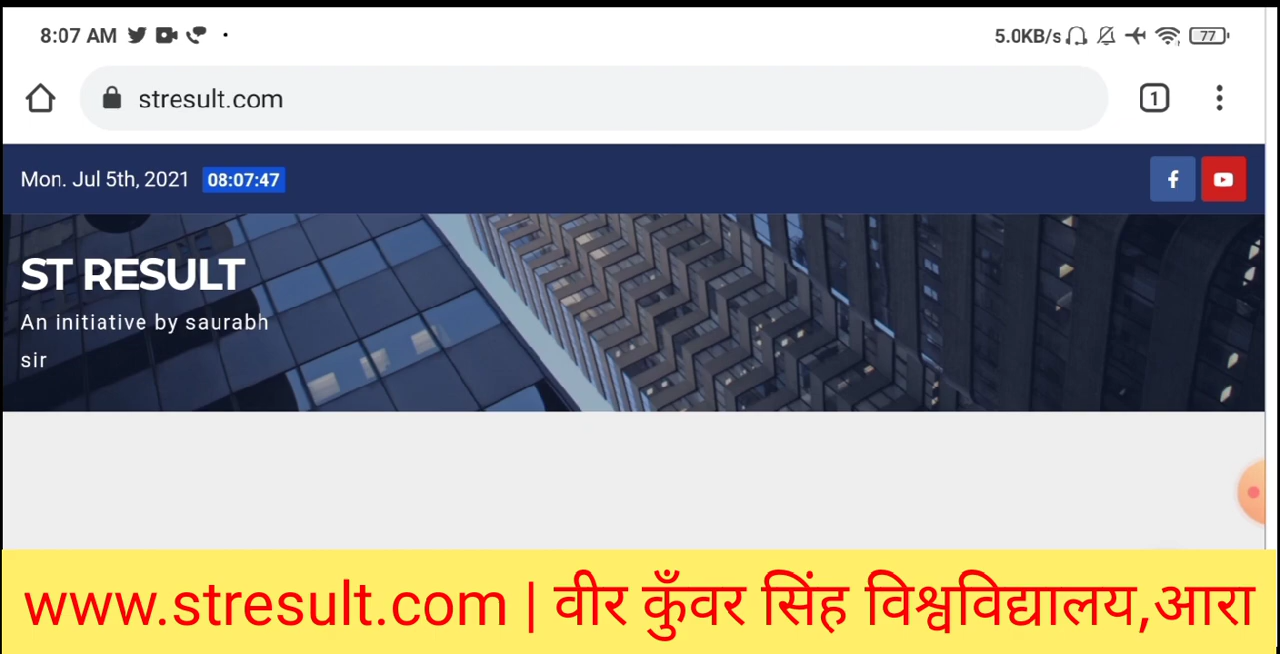 8:07 AM 5.0KB/s 77
stresult.com 1
Mon. Jul 5th, 2021 08:07:47
ST RESULT
An initiative by saurabh
sir
www.stresult.com | वीर कुँवर सिंह विश्वविद्यालय,आरा